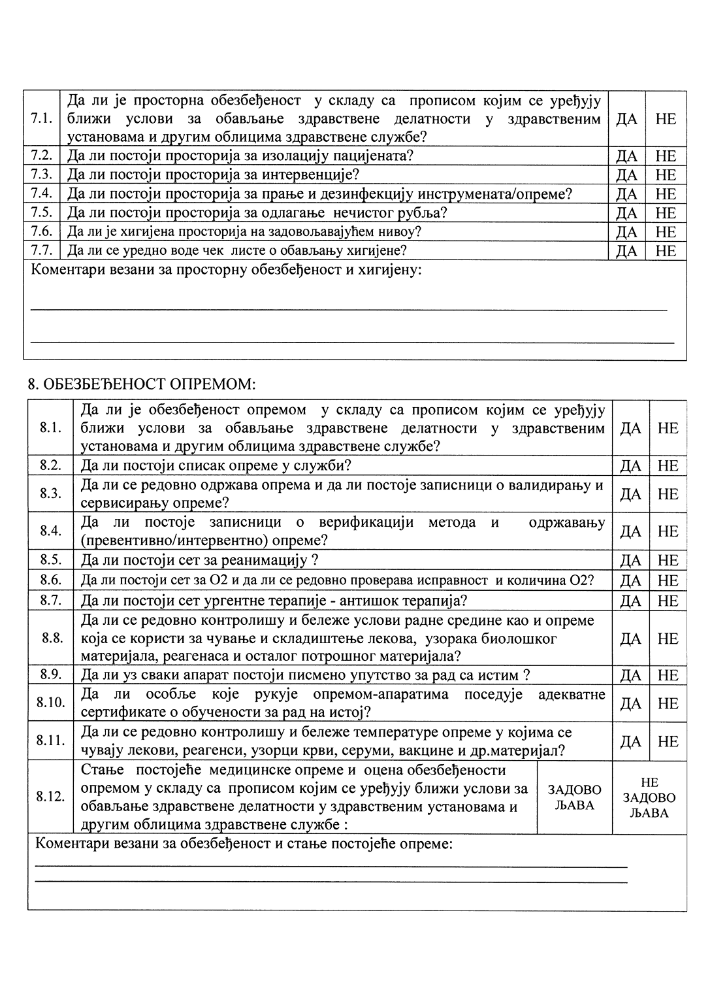 Да ли је просторна обезбеђеност у складу са прописом којим се уређују
7.1. ближи услови за обављање здравствене делатности у здравственим ДА НЕ
установама и другим облицима здравствене службе?
7.2. Да ли постоји просторија за изолацију пацијената? ДА НЕ
7.3. Да ли постоји просторија за интервенције? ДА НЕ
7.4. Да ли постоји просторија за прање и дезинфекцију инструмената/опреме? ДА НЕ
7.5. Да ли постоји просторија за одлагање нечистог рубља? ДА НЕ
7.6. Да ли је хигијена просторија на задовољавајућем нивоу? ДА НЕ
7.7. Да ли се уредно воде чек листе о обављању хигијене? ДА НЕ
Коментари везани за просторну обезбеђеност и хигијену:
8. ОБЕЗБЕЂЕНОСТ ОПРЕМОМ:
Да ли је обезбеђеност опремом у складу са прописом којим се уређују
8.1. ближи услови за обављање здравствене делатности у здравственим ДА НЕ
установама и другим облицима здравствене службе?
8.2. Да ли постоји списак опреме у служби? ДА НЕ
8.3. Да ли се редовно одржава опрема и да ли постоје записници о валидирању и ДА НЕ
сервисирању опреме?
8.4. Да ли постоје записници о верификацији метода и одржавању ДА НЕ
(превентивно/интервентно) опреме?
8.5. Да ли постоји сет за реанимацију ? ДА НЕ
8.6. Да ли постоји сет за О2 и да ли се редовно проверава исправност и количина О2? ДА НЕ
8.7. Да ли постоји сет ургентне терапије - антишок терапија? ДА НЕ
Да ли се редовно контролишу и бележе услови радне средине као и опреме
8.8. која се користи за чување и складиштење лекова, узорака биолошког ДА НЕ
материјала, реагенаса и осталог потрошног материјала?
8.9. Да ли уз сваки апарат постоји писмено упутство за рад са истим ? ДА НЕ
8.10. Да ли особље које рукује опремом-апаратима поседује адекватне ДА НЕ
сертификате о обучености за рад на истој?
8.11. Да ли се редовно контролишу и бележе температуре опреме у којима се ДА НЕ
чувају лекови, реагенси, узорци крви, серуми, вакцине и др.материјал?
Стање постојеће медицинске опреме и оцена обезбеђености
8.12. опремом у складу са прописом којим се уређују ближи услови за ЗАДОВО НЕ
обављање здравствене делатности у здравственим установама и ЉАВА ЗАДОВО
другим облицима здравствене службе : ЉАВА
Коментари везани за обезбеђеност и стање постојеће опреме: